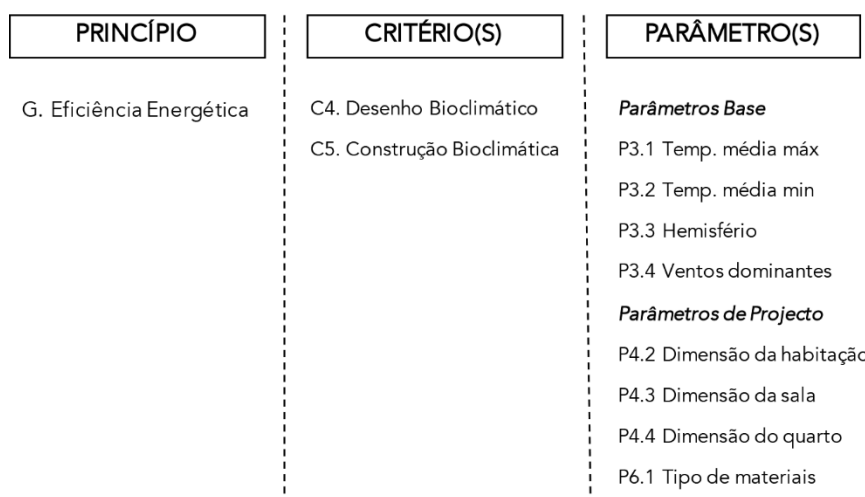 PRINCÍPIO
G. Eficiência Energética
CRITÉRIO(S)
C4. Desenho Bioclimático
C5. Construção Bioclimática
PARÂMETRO(S)
Parâmetros Base
P3.1 Temp. média máx
P3.2 Temp. média min
P3.3 Hemisfério
P3.4 Ventos dominantes
Parâmetros de Projecto
P4.2 Dimensão da habitação
P4.3 Dimensão da sala
P4.4 Dimensão do quarto
P6.1 Tipo de materiais